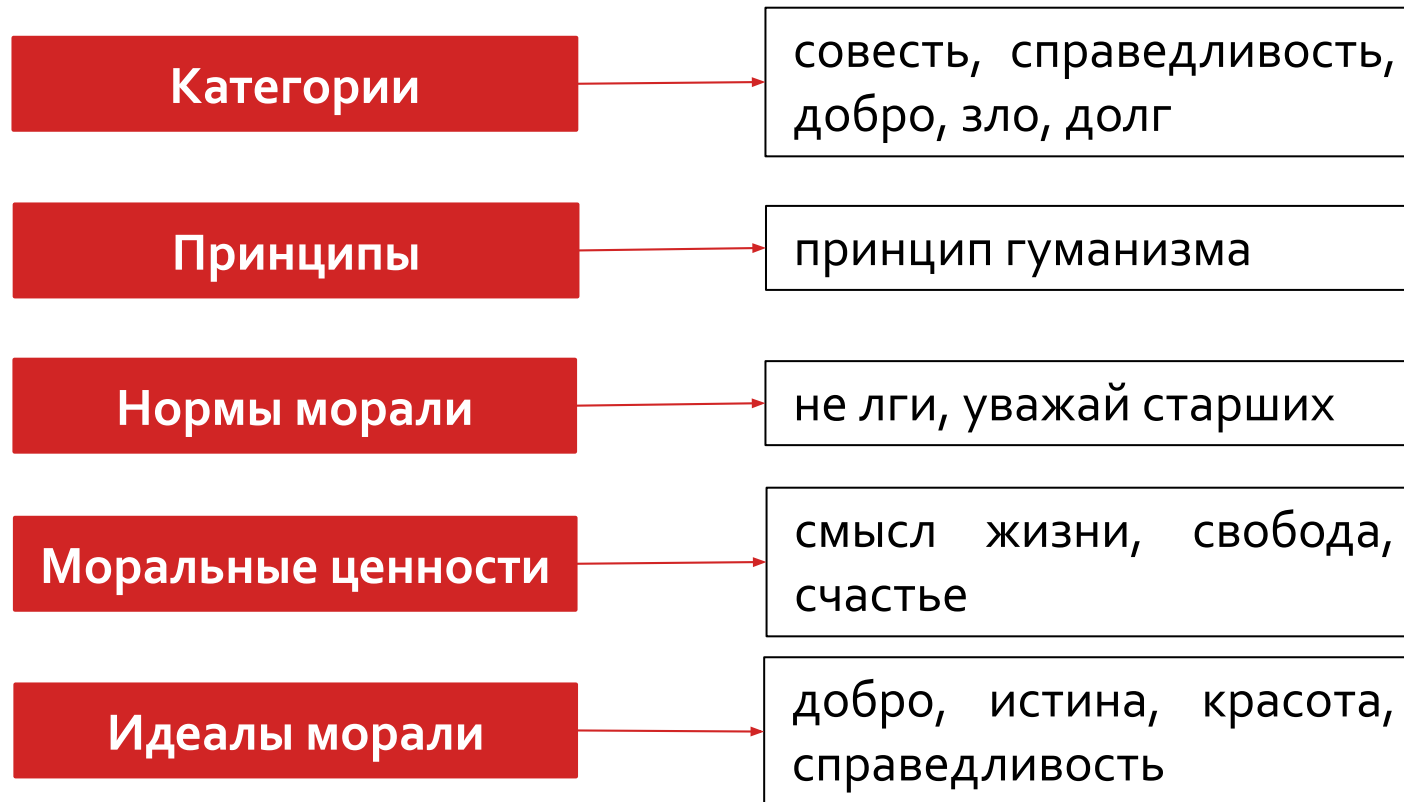 Категории
совесть, справедливость,
добро, зло, долг
Принципы
принцип гуманизма
Нормы морали
не лги, уважай старших
Моральные ценности
смысл жизни, свобода,
счастье
Идеалы морали
добро, истина, красота,
справедливость